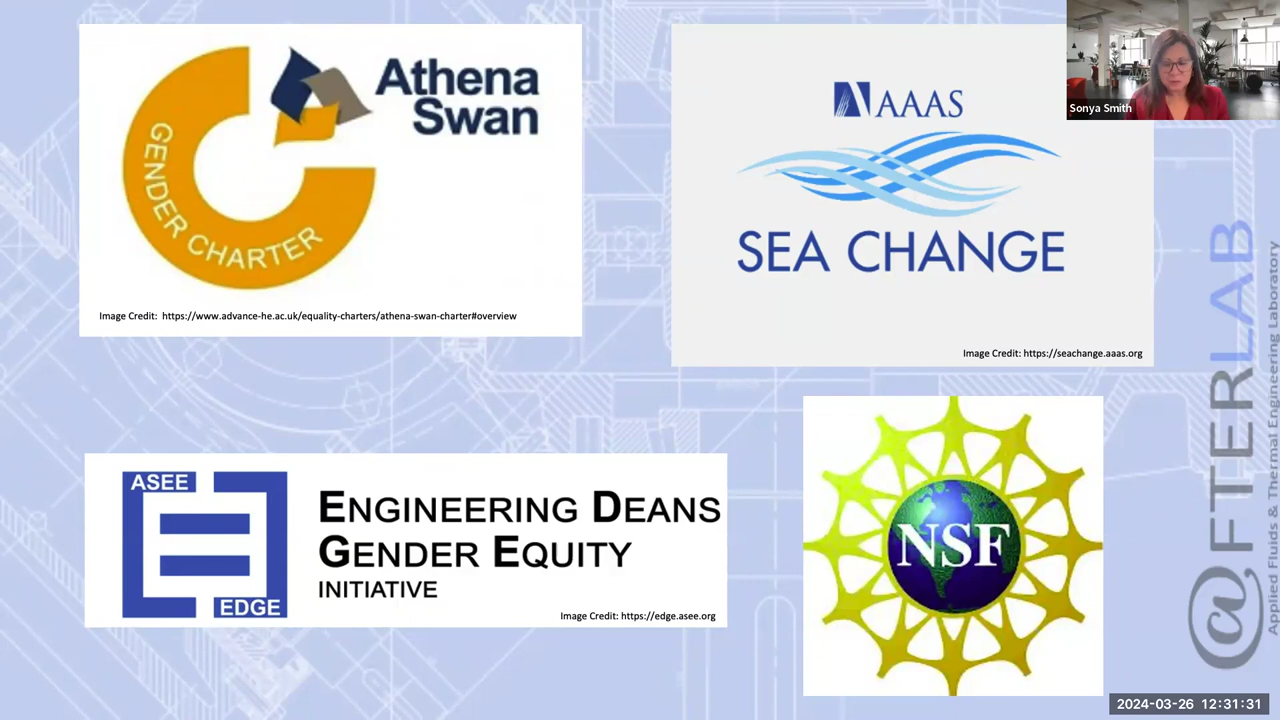 Athena
Swan
GENDER CHARTER
Image Credit: https://www.advance-he.ac.uk/equality-charters/athena-swan-charter#overview
AAAS
SEA CHANGE
Image Credit: https://seachange.aaas.org
Sonya Smith
ASEE
EDGE
ENGINEERING DEANS
GENDER EQUITY
INITIATIVE
Image Credit: https://edge.asee.org
NSF
@FTERLAB
Applied Fluids & Thermal Engineering Laboratory
2024-03-26 12:31:31